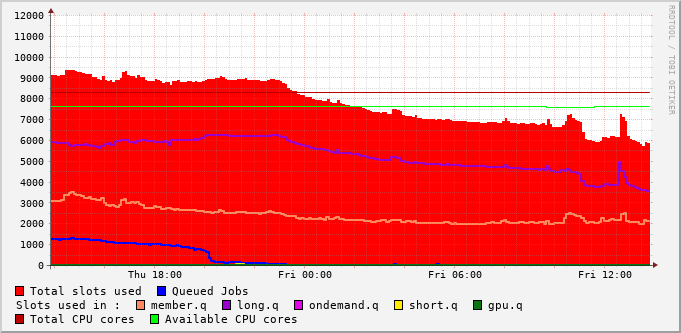 RRDTOOL / TOBI OETIKER
12000
11000
10000
9000
8000
7000
6000
5000
4000
3000
2000
1000
0
Thu 18:00 Fri 00:00 Fri 06:00 Fri 12:00
Total slots used Queued Jobs
Slots used in : member.q long.q ondemand.q short.q gpu.q
Total CPU cores Available CPU cores